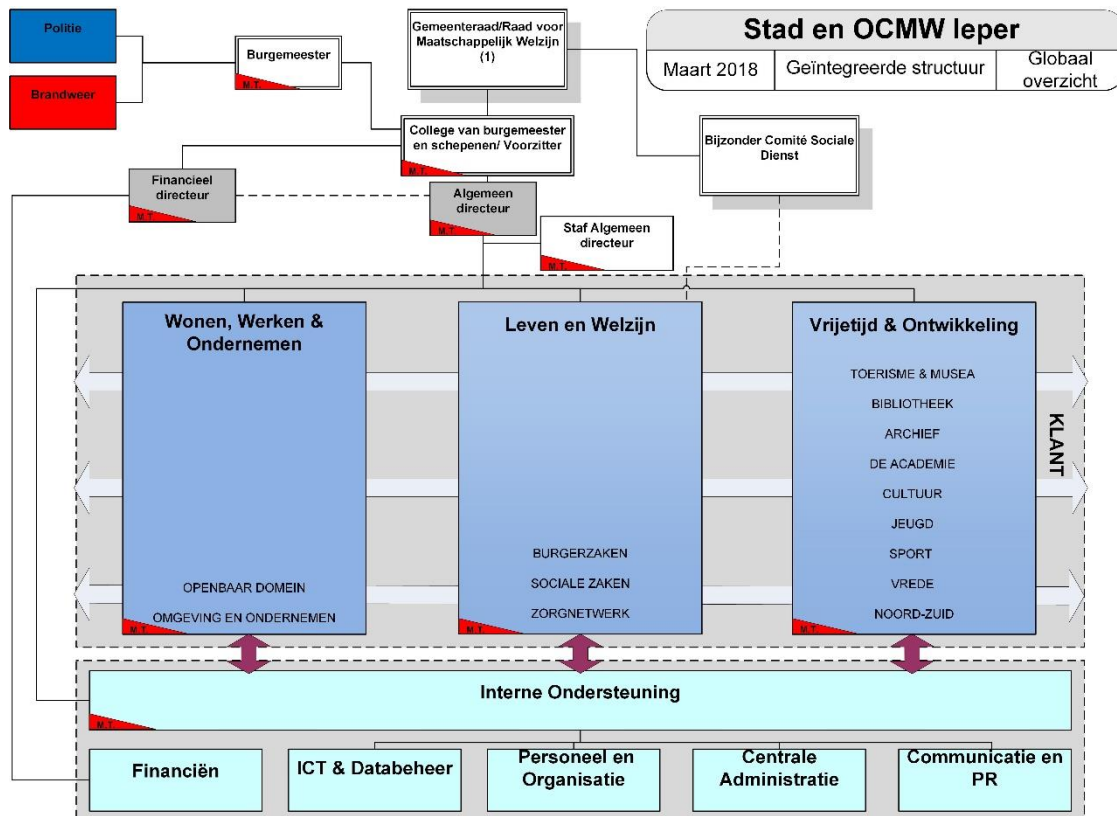 Politie
Brandweer
Burgemeester
M.T.
Gemeenteraad/Raad voor
Maatschappelijk Welzijn
(1)
Stad en OCMW Ieper
Maart 2018
Geïntegreerde structuur
Globaal
overzicht
College van burgemeester
en schepenen/ Voorzitter
M.T.
Bijzonder Comité Sociale
Dienst
Financieel
directeur
M.T.
Algemeen
directeur
M.T.
Staf Algemeen
directeur
M.T.
Wonen, Werken &
Ondernemen
OPENBAAR DOMEIN
OMGEVING EN ONDERNEMEN
M.T.
Leven en Welzijn
BURGERZAKEN
SOCIALE ZAKEN
ZORGNETWERK
M.T.
Vrijetijd & Ontwikkeling
TOERISME & MUSEA
BIBLIOTHEEK
ARCHIEF
DE ACADEMIE
CULTUUR
JEUGD
SPORT
VREDE
NOORD-ZUID
M.T.
KLANT
Interne Ondersteuning
M.T.
Financiën
ICT & Databeheer
Personeel en
Organisatie
Centrale
Administratie
Communicatie en
PR